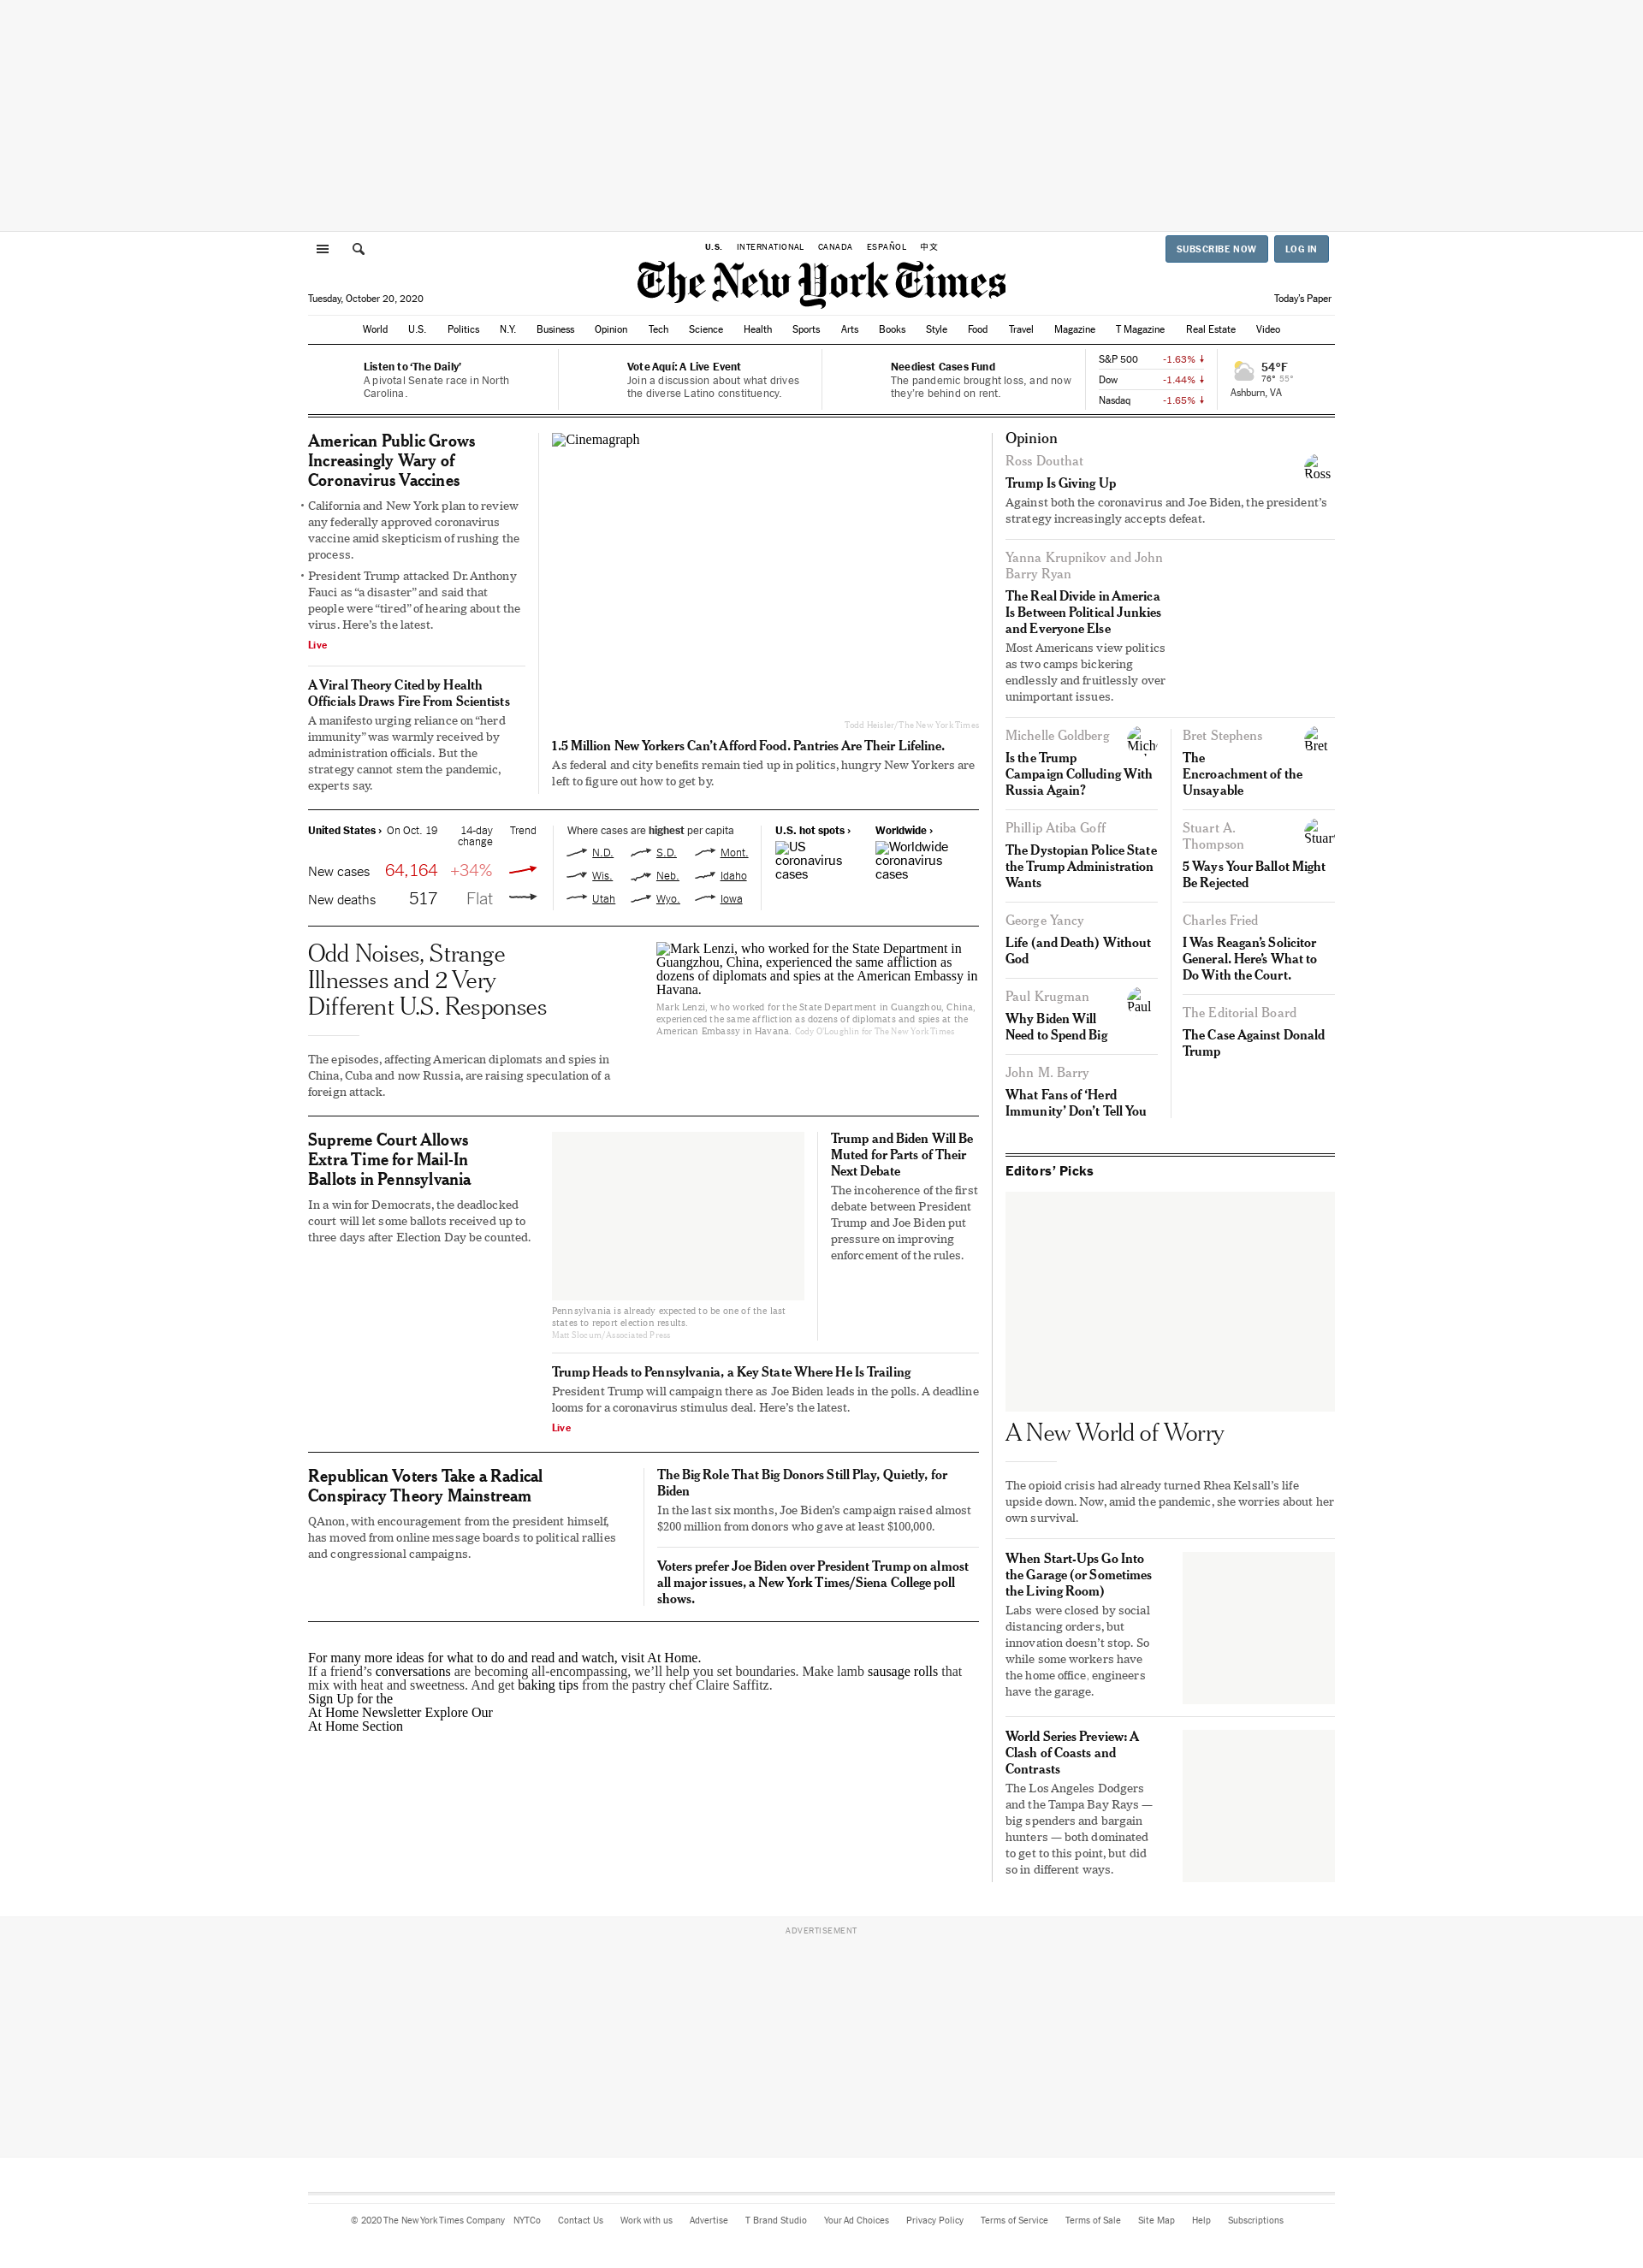 U.S. INTERNATIONAL CANADA ESPAÑOL 中文
SUBSCRIBE NOW LOG IN
The New York Times
Tuesday, October 20, 2020
Today's Paper
World U.S. Politics N.Y. Business Opinion Tech Science Health Sports Arts Books Style Food Travel Magazine T Magazine Real Estate Video
Listen to ‘The Daily’
A pivotal Senate race in North
Carolina.
Vote Aquí: A Live Event
Join a discussion about what drives
the diverse Latino constituency.
Neediest Cases Fund
The pandemic brought loss, and now
they’re behind on rent.
S&P 500 -1.63%
Dow -1.44%
Nasdaq -1.65%
54°F
76° 55°
Ashburn, VA
American Public Grows
Increasingly Wary of
Coronavirus Vaccines
• California and New York plan to review
any federally approved coronavirus
vaccine amid skepticism of rushing the
process.
• President Trump attacked Dr. Anthony
Fauci as “a disaster” and said that
people were “tired” of hearing about the
virus. Here’s the latest.
Live
A Viral Theory Cited by Health
Officials Draws Fire From Scientists
A manifesto urging reliance on “herd
immunity” was warmly received by
administration officials. But the
strategy cannot stem the pandemic,
experts say.
Cinemagraph
Todd Heisler/The New York Times
1.5 Million New Yorkers Can’t Afford Food. Pantries Are Their Lifeline.
As federal and city benefits remain tied up in politics, hungry New Yorkers are
left to figure out how to get by.
United States › On Oct. 19 14-day Trend
change
New cases 64,164 +34%
New deaths 517 Flat
Where cases are highest per capita
N.D. S.D. Mont.
Wis. Neb. Idaho
Utah Wyo. Iowa
U.S. hot spots ›
US
coronavirus
cases
Worldwide ›
Worldwide
coronavirus
cases
Odd Noises, Strange
Illnesses and 2 Very
Different U.S. Responses
The episodes, affecting American diplomats and spies in
China, Cuba and now Russia, are raising speculation of a
foreign attack.
Mark Lenzi, who worked for the State Department in
Guangzhou, China, experienced the same affliction as
dozens of diplomats and spies at the American Embassy in
Havana.
Mark Lenzi, who worked for the State Department in Guangzhou, China,
experienced the same affliction as dozens of diplomats and spies at the
American Embassy in Havana. Cody O’Loughlin for The New York Times
Supreme Court Allows
Extra Time for Mail-In
Ballots in Pennsylvania
In a win for Democrats, the deadlocked
court will let some ballots received up to
three days after Election Day be counted.
Pennsylvania is already expected to be one of the last
states to report election results.
Matt Slocum/Associated Press
Trump and Biden Will Be
Muted for Parts of Their
Next Debate
The incoherence of the first
debate between President
Trump and Joe Biden put
pressure on improving
enforcement of the rules.
Trump Heads to Pennsylvania, a Key State Where He Is Trailing
President Trump will campaign there as Joe Biden leads in the polls. A deadline
looms for a coronavirus stimulus deal. Here’s the latest.
Live
Republican Voters Take a Radical
Conspiracy Theory Mainstream
QAnon, with encouragement from the president himself,
has moved from online message boards to political rallies
and congressional campaigns.
The Big Role That Big Donors Still Play, Quietly, for
Biden
In the last six months, Joe Biden’s campaign raised almost
$200 million from donors who gave at least $100,000.
Voters prefer Joe Biden over President Trump on almost
all major issues, a New York Times/Siena College poll
shows.
For many more ideas for what to do and read and watch, visit At Home.
If a friend’s conversations are becoming all-encompassing, we’ll help you set boundaries. Make lamb sausage rolls that
mix with heat and sweetness. And get baking tips from the pastry chef Claire Saffitz.
Sign Up for the
At Home Newsletter Explore Our
At Home Section
Opinion
Ross Douthat
Ross
Trump Is Giving Up
Against both the coronavirus and Joe Biden, the president’s
strategy increasingly accepts defeat.
Yanna Krupnikov and John
Barry Ryan
The Real Divide in America
Is Between Political Junkies
and Everyone Else
Most Americans view politics
as two camps bickering
endlessly and fruitlessly over
unimportant issues.
Michelle Goldberg
Is the Trump
Campaign Colluding With
Russia Again?
Phillip Atiba Goff
The Dystopian Police State
the Trump Administration
Wants
George Yancy
Life (and Death) Without
God
Paul Krugman
Paul
Why Biden Will
Need to Spend Big
John M. Barry
What Fans of ‘Herd
Immunity’ Don’t Tell You
Bret Stephens
Bret
The
Encroachment of the
Unsayable
Stuart A.
Thompson
Stuart
5 Ways Your Ballot Might
Be Rejected
Charles Fried
I Was Reagan’s Solicitor
General. Here’s What to
Do With the Court.
The Editorial Board
The Case Against Donald
Trump
Editors’ Picks
A New World of Worry
The opioid crisis had already turned Rhea Kelsall’s life
upside down. Now, amid the pandemic, she worries about her
own survival.
When Start-Ups Go Into
the Garage (or Sometimes
the Living Room)
Labs were closed by social
distancing orders, but
innovation doesn’t stop. So
while some workers have
the home office, engineers
have the garage.
World Series Preview: A
Clash of Coasts and
Contrasts
The Los Angeles Dodgers
and the Tampa Bay Rays —
big spenders and bargain
hunters — both dominated
to get to this point, but did
so in different ways.
ADVERTISEMENT
© 2020 The New York Times Company NYTCo Contact Us Work with us Advertise T Brand Studio Your Ad Choices Privacy Policy Terms of Service Terms of Sale Site Map Help Subscriptions